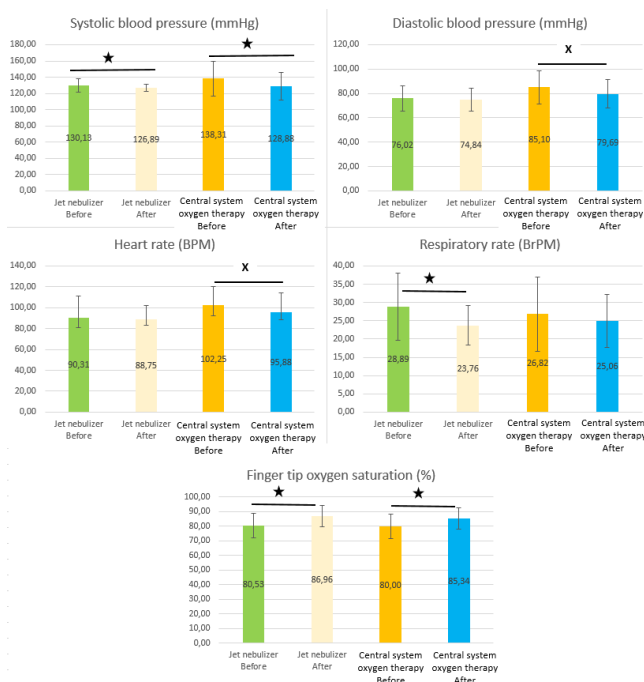 Systolic blood pressure (mmHg)
180,00
160,00
140,00
120,00
100,00
80,00
60,00
40,00
20,00
0,00
★
★
130,13
126,89
138,31
128,88
Jet nebulizer Before
Jet nebulizer After
Central system oxygen therapy Before
Central system oxygen therapy After
Diastolic blood pressure (mmHg)
120,00
100,00
80,00
60,00
40,00
20,00
0,00
X
76,02
74,84
85,10
79,69
Jet nebulizer Before
Jet nebulizer After
Central system oxygen therapy Before
Central system oxygen therapy After
Heart rate (BPM)
140,00
120,00
100,00
80,00
60,00
40,00
20,00
0,00
X
90,31
88,75
102,25
95,88
Jet nebulizer Before
Jet nebulizer After
Central system oxygen therapy Before
Central system oxygen therapy After
Respiratory rate (BrPM)
40,00
35,00
30,00
25,00
20,00
15,00
10,00
5,00
0,00
★
28,89
23,76
26,82
25,06
Jet nebulizer Before
Jet nebulizer After
Central system oxygen therapy Before
Central system oxygen therapy After
Finger tip oxygen saturation (%)
100,00
90,00
80,00
70,00
60,00
50,00
40,00
30,00
20,00
10,00
0,00
★
★
80,53
86,96
80,00
85,34
Jet nebulizer Before
Jet nebulizer After
Central system oxygen therapy Before
Central system oxygen therapy After